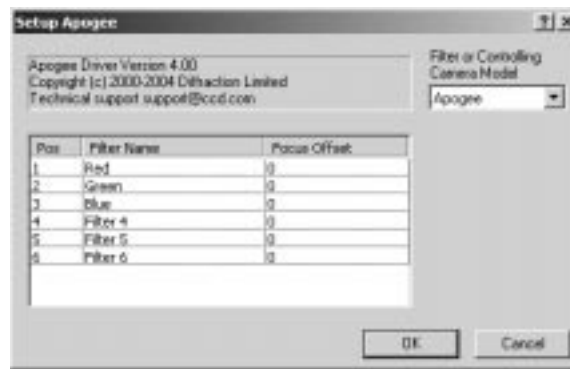 Setup Apogee
Apogee Driver Version 4.00
Copyright (c) 2000-2004 Diffraction Limited
Technical support support@ccd.com
Filter or Controlling
Camera Model
Apogee
Pos Filter Name Focus Offset
1 Red 0
2 Green 0
3 Blue 0
4 Filter 4 0
5 Filter 5 0
6 Filter 6 0
OK Cancel